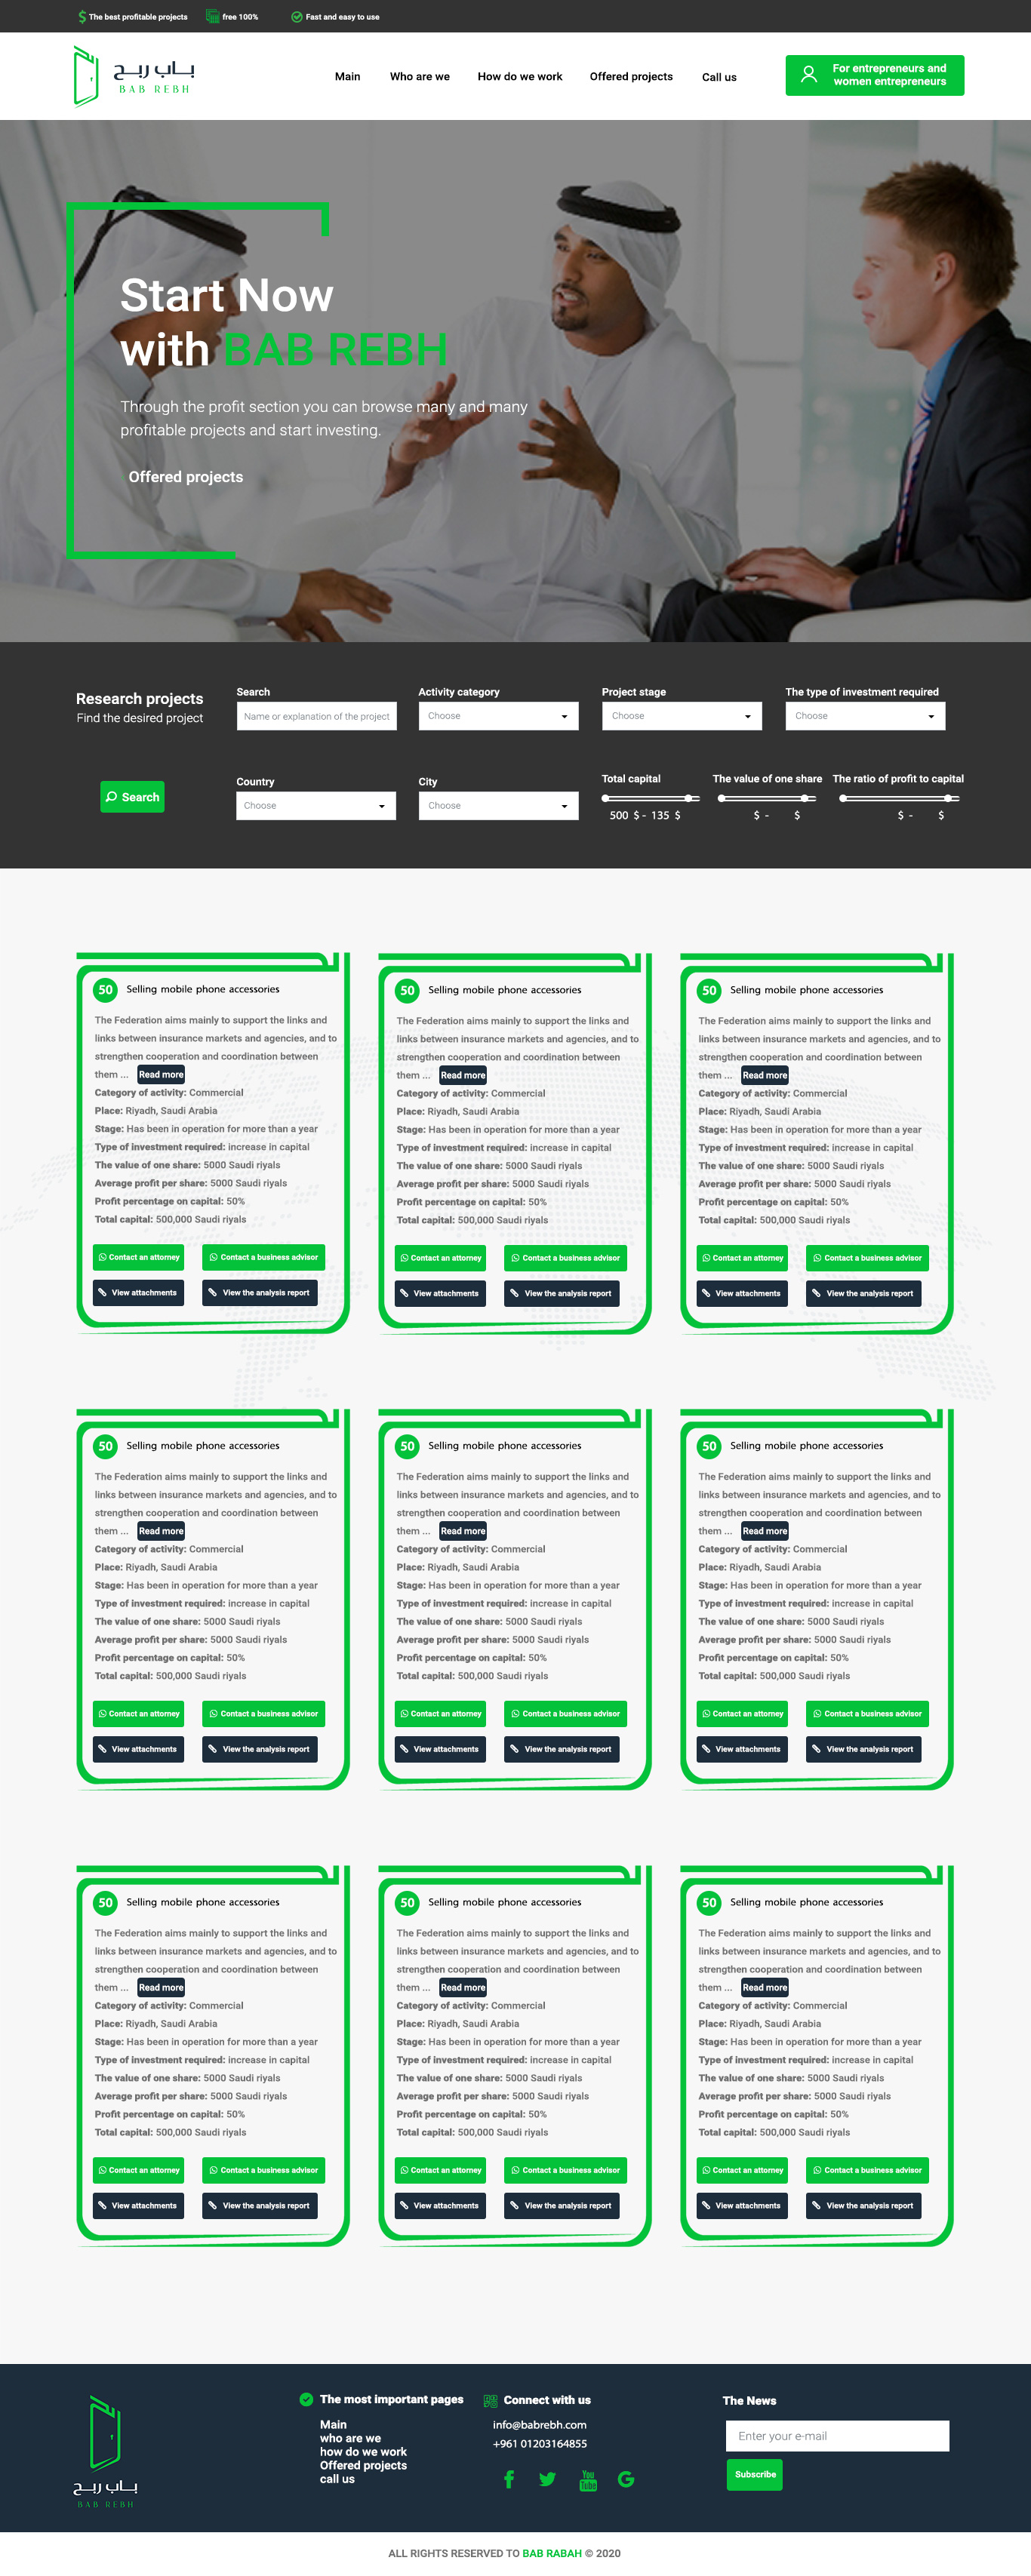 The best profitable projects
free 100%
Fast and easy to use
باب ربح
BAB REBH
Main
Who are we
How do we work
Offered projects
Call us
For entrepreneurs and
women entrepreneurs
Start Now
with BAB REBH
Through the profit section you can browse many and many
profitable projects and start investing.
Offered projects
Research projects
Find the desired project
Search
Name or explanation of the project
Activity category
Choose
Project stage
Choose
The type of investment required
Choose
Search
Country
Choose
City
Choose
Total capital
500 $ - 135 $
The value of one share
$ - $
The ratio of profit to capital
$ - $
50 Selling mobile phone accessories
The Federation aims mainly to support the links and
links between insurance markets and agencies, and to
strengthen cooperation and coordination between
them ... Read more
Category of activity: Commercial
Place: Riyadh, Saudi Arabia
Stage: Has been in operation for more than a year
Type of investment required: increase in capital
The value of one share: 5000 Saudi riyals
Average profit per share: 5000 Saudi riyals
Profit percentage on capital: 50%
Total capital: 500,000 Saudi riyals
Contact an attorney
Contact a business advisor
View attachments
View the analysis report
50 Selling mobile phone accessories
The Federation aims mainly to support the links and
links between insurance markets and agencies, and to
strengthen cooperation and coordination between
them ... Read more
Category of activity: Commercial
Place: Riyadh, Saudi Arabia
Stage: Has been in operation for more than a year
Type of investment required: increase in capital
The value of one share: 5000 Saudi riyals
Average profit per share: 5000 Saudi riyals
Profit percentage on capital: 50%
Total capital: 500,000 Saudi riyals
Contact an attorney
Contact a business advisor
View attachments
View the analysis report
50 Selling mobile phone accessories
The Federation aims mainly to support the links and
links between insurance markets and agencies, and to
strengthen cooperation and coordination between
them ... Read more
Category of activity: Commercial
Place: Riyadh, Saudi Arabia
Stage: Has been in operation for more than a year
Type of investment required: increase in capital
The value of one share: 5000 Saudi riyals
Average profit per share: 5000 Saudi riyals
Profit percentage on capital: 50%
Total capital: 500,000 Saudi riyals
Contact an attorney
Contact a business advisor
View attachments
View the analysis report
50 Selling mobile phone accessories
The Federation aims mainly to support the links and
links between insurance markets and agencies, and to
strengthen cooperation and coordination between
them ... Read more
Category of activity: Commercial
Place: Riyadh, Saudi Arabia
Stage: Has been in operation for more than a year
Type of investment required: increase in capital
The value of one share: 5000 Saudi riyals
Average profit per share: 5000 Saudi riyals
Profit percentage on capital: 50%
Total capital: 500,000 Saudi riyals
Contact an attorney
Contact a business advisor
View attachments
View the analysis report
50 Selling mobile phone accessories
The Federation aims mainly to support the links and
links between insurance markets and agencies, and to
strengthen cooperation and coordination between
them ... Read more
Category of activity: Commercial
Place: Riyadh, Saudi Arabia
Stage: Has been in operation for more than a year
Type of investment required: increase in capital
The value of one share: 5000 Saudi riyals
Average profit per share: 5000 Saudi riyals
Profit percentage on capital: 50%
Total capital: 500,000 Saudi riyals
Contact an attorney
Contact a business advisor
View attachments
View the analysis report
50 Selling mobile phone accessories
The Federation aims mainly to support the links and
links between insurance markets and agencies, and to
strengthen cooperation and coordination between
them ... Read more
Category of activity: Commercial
Place: Riyadh, Saudi Arabia
Stage: Has been in operation for more than a year
Type of investment required: increase in capital
The value of one share: 5000 Saudi riyals
Average profit per share: 5000 Saudi riyals
Profit percentage on capital: 50%
Total capital: 500,000 Saudi riyals
Contact an attorney
Contact a business advisor
View attachments
View the analysis report
50 Selling mobile phone accessories
The Federation aims mainly to support the links and
links between insurance markets and agencies, and to
strengthen cooperation and coordination between
them ... Read more
Category of activity: Commercial
Place: Riyadh, Saudi Arabia
Stage: Has been in operation for more than a year
Type of investment required: increase in capital
The value of one share: 5000 Saudi riyals
Average profit per share: 5000 Saudi riyals
Profit percentage on capital: 50%
Total capital: 500,000 Saudi riyals
Contact an attorney
Contact a business advisor
View attachments
View the analysis report
50 Selling mobile phone accessories
The Federation aims mainly to support the links and
links between insurance markets and agencies, and to
strengthen cooperation and coordination between
them ... Read more
Category of activity: Commercial
Place: Riyadh, Saudi Arabia
Stage: Has been in operation for more than a year
Type of investment required: increase in capital
The value of one share: 5000 Saudi riyals
Average profit per share: 5000 Saudi riyals
Profit percentage on capital: 50%
Total capital: 500,000 Saudi riyals
Contact an attorney
Contact a business advisor
View attachments
View the analysis report
50 Selling mobile phone accessories
The Federation aims mainly to support the links and
links between insurance markets and agencies, and to
strengthen cooperation and coordination between
them ... Read more
Category of activity: Commercial
Place: Riyadh, Saudi Arabia
Stage: Has been in operation for more than a year
Type of investment required: increase in capital
The value of one share: 5000 Saudi riyals
Average profit per share: 5000 Saudi riyals
Profit percentage on capital: 50%
Total capital: 500,000 Saudi riyals
Contact an attorney
Contact a business advisor
View attachments
View the analysis report
باب ربح
BAB REBH
The most important pages
Main
who are we
how do we work
Offered projects
call us
Connect with us
info@babrebh.com
+961 01203164855
You
Tube
The News
Enter your e-mail
Subscribe
ALL RIGHTS RESERVED TO BAB RABAH © 2020